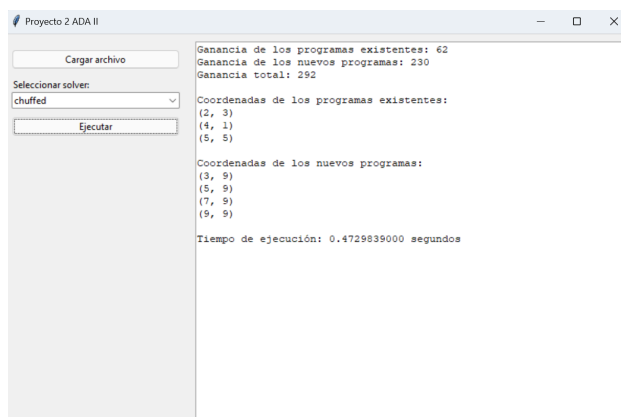 Proyecto 2 ADA II
Cargar archivo
Seleccionar solver:
chuffed
Ejecutar
Ganancia de los programas existentes: 62
Ganancia de los nuevos programas: 230
Ganancia total: 292
Coordenadas de los programas existentes:
(2, 3)
(4, 1)
(5, 5)
Coordenadas de los nuevos programas:
(3, 9)
(5, 9)
(7, 9)
(9, 9)
Tiempo de ejecución: 0.4729839000 segundos